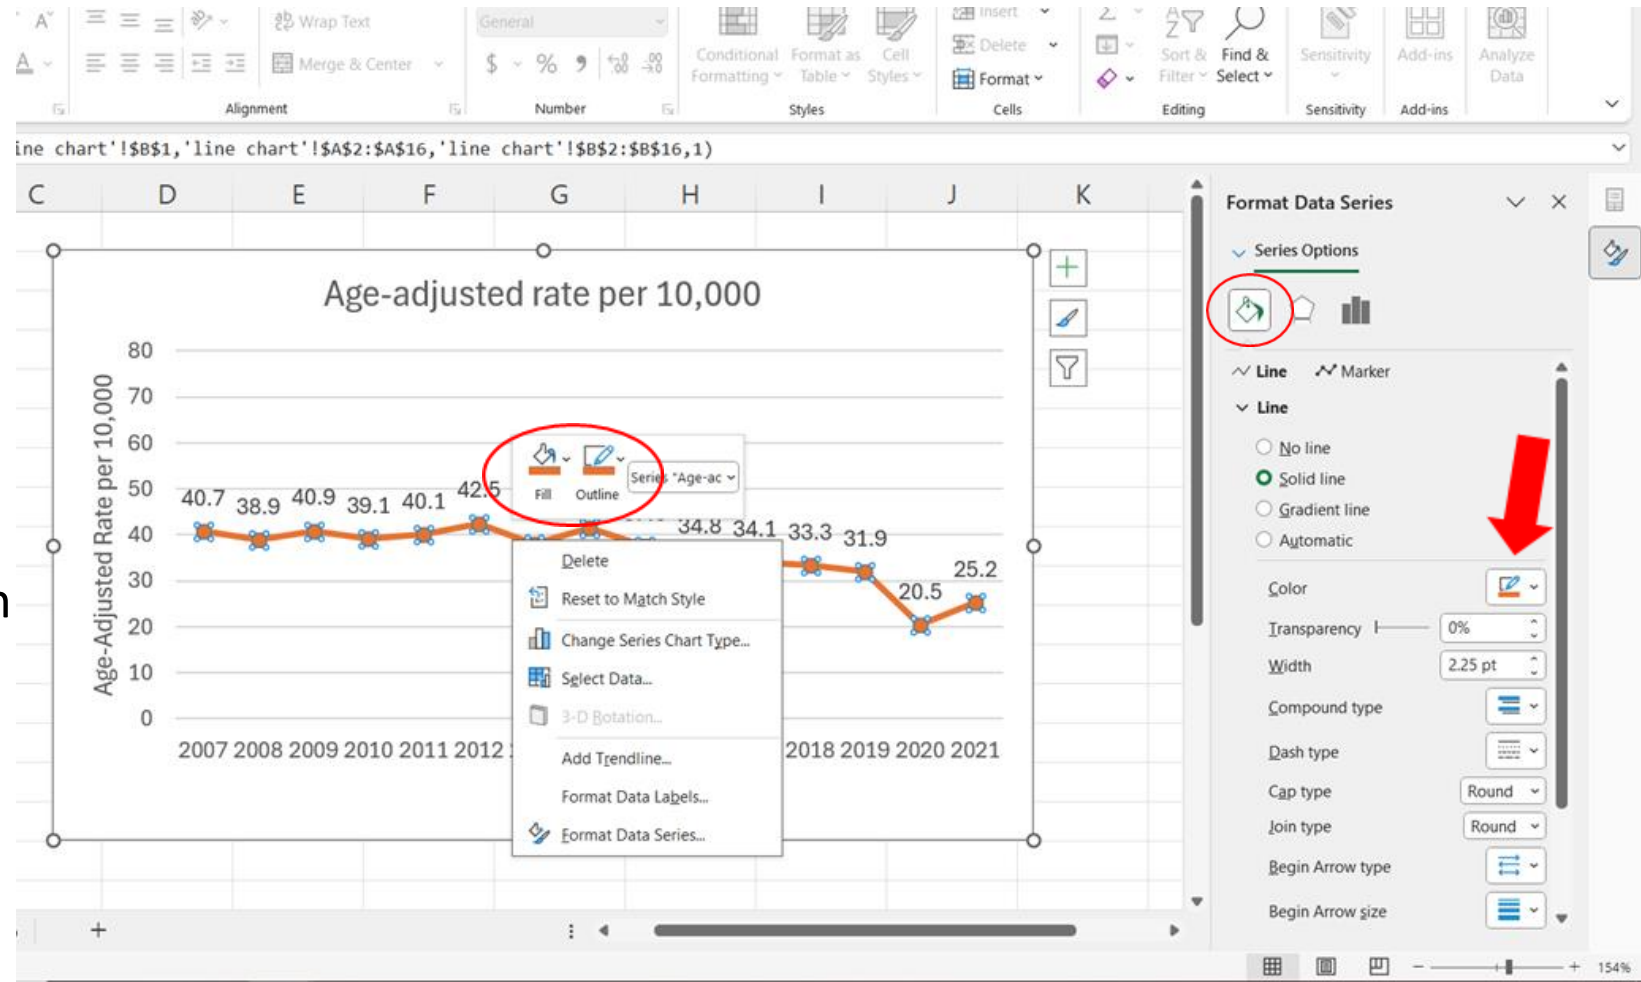 A^ Wrap Text General Insert
A Merge & Center $ % 9 Conditional Formatting Format as Table Cell Styles Delete Format Sort & Filter Find & Select Sensitivity Add-ins Analyze Data
Alignment Number Styles Cells Editing Sensitivity Add-ins
ine chart'!$B$1,'line chart'!$A$2:$A$16,'line chart'!$B$2:$B$16,1)
C D E F G H I J K
Age-adjusted rate per 10,000
Age-Adjusted Rate per 10,000
80
70
60
50
40
30
20
10
0
40.7 38.9 40.9 39.1 40.1 42.5 34.8 34.1 33.3 31.9 20.5 25.2
2007 2008 2009 2010 2011 2012 2018 2019 2020 2021
Fill Outline Series "Age-ac
Delete
Reset to Match Style
Change Series Chart Type...
Select Data...
3-D Rotation...
Add Trendline...
Format Data Labels...
Format Data Series...
n
Format Data Series
Series Options
Line Marker
Line
No line
Solid line
Gradient line
Automatic
Color
Transparency 0%
Width 2.25 pt
Compound type
Dash type
Cap type Round
Join type Round
Begin Arrow type
Begin Arrow size
154%